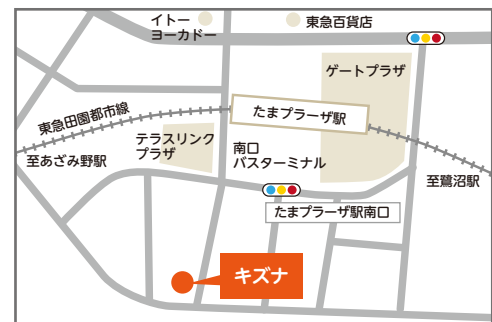 イトー
ヨーカドー
東急百貨店
ゲートプラザ
東急田園都市線
たまプラーザ駅
テラスリンク
プラザ
南口
バスターミナル
至あざみ野駅
至鷺沼駅
たまプラーザ駅南口
キズナ